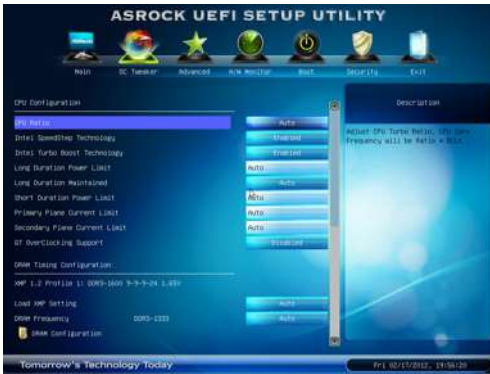 ASROCK UEFI SETUP UTILITY
Main OC Tweaker Advanced H/W Monitor Boot Security Exit
CPU Configuration
Description
CPU Ratio Auto
Adjust CPU Turbo Ratio, CPU Core
Frequency will be Ratio * BCLK.
Intel SpeedStep Technology Enabled
Intel Turbo Boost Technology Enabled
Long Duration Power Limit Auto
Long Duration Maintained Auto
Short Duration Power Limit Auto
Primary Plane Current Limit Auto
Secondary Plane Current Limit Auto
GT OverClocking Support Disabled
DRAM Timing Configuration
XMP 1.2 Profile 1: DDR3-1600 9-9-9-24 1.65V
Load XMP Setting Auto
DRAM Frequency DDR3-1333 Auto
DRAM Configuration
Tomorrow's Technology Today
Fri 02/17/2012, 19:56:20